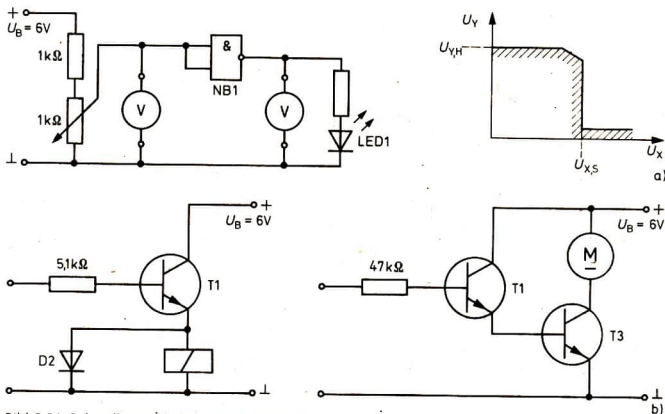 +
U_B = 6V
1kΩ
1kΩ
⊥
V
&
NB1
V
LED1
U_Y
U_Y,H
U_X
U_X,S
a)
+
U_B = 6V
5,1kΩ
T1
D2
⊥
+
U_B = 6V
M
47kΩ
T1
T3
⊥
b)